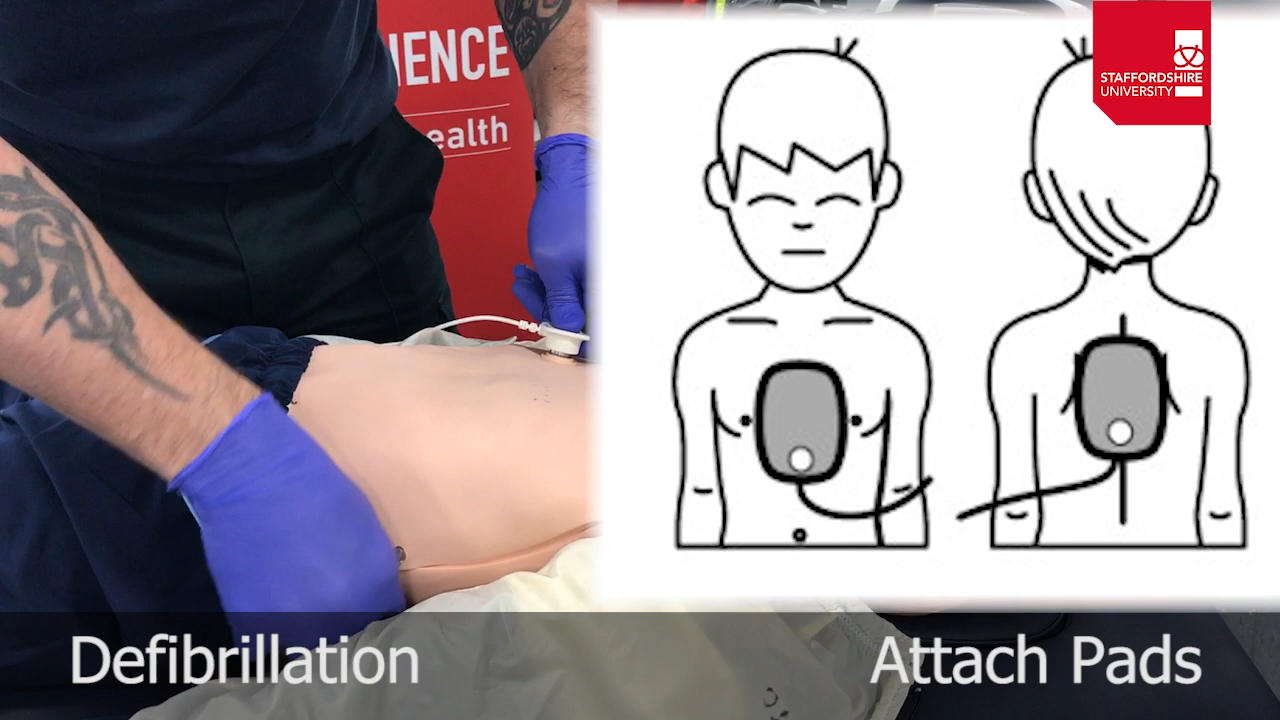 IENCE
ealth
STAFFORDSHIRE
UNIVERSITY
Defibrillation
Attach Pads